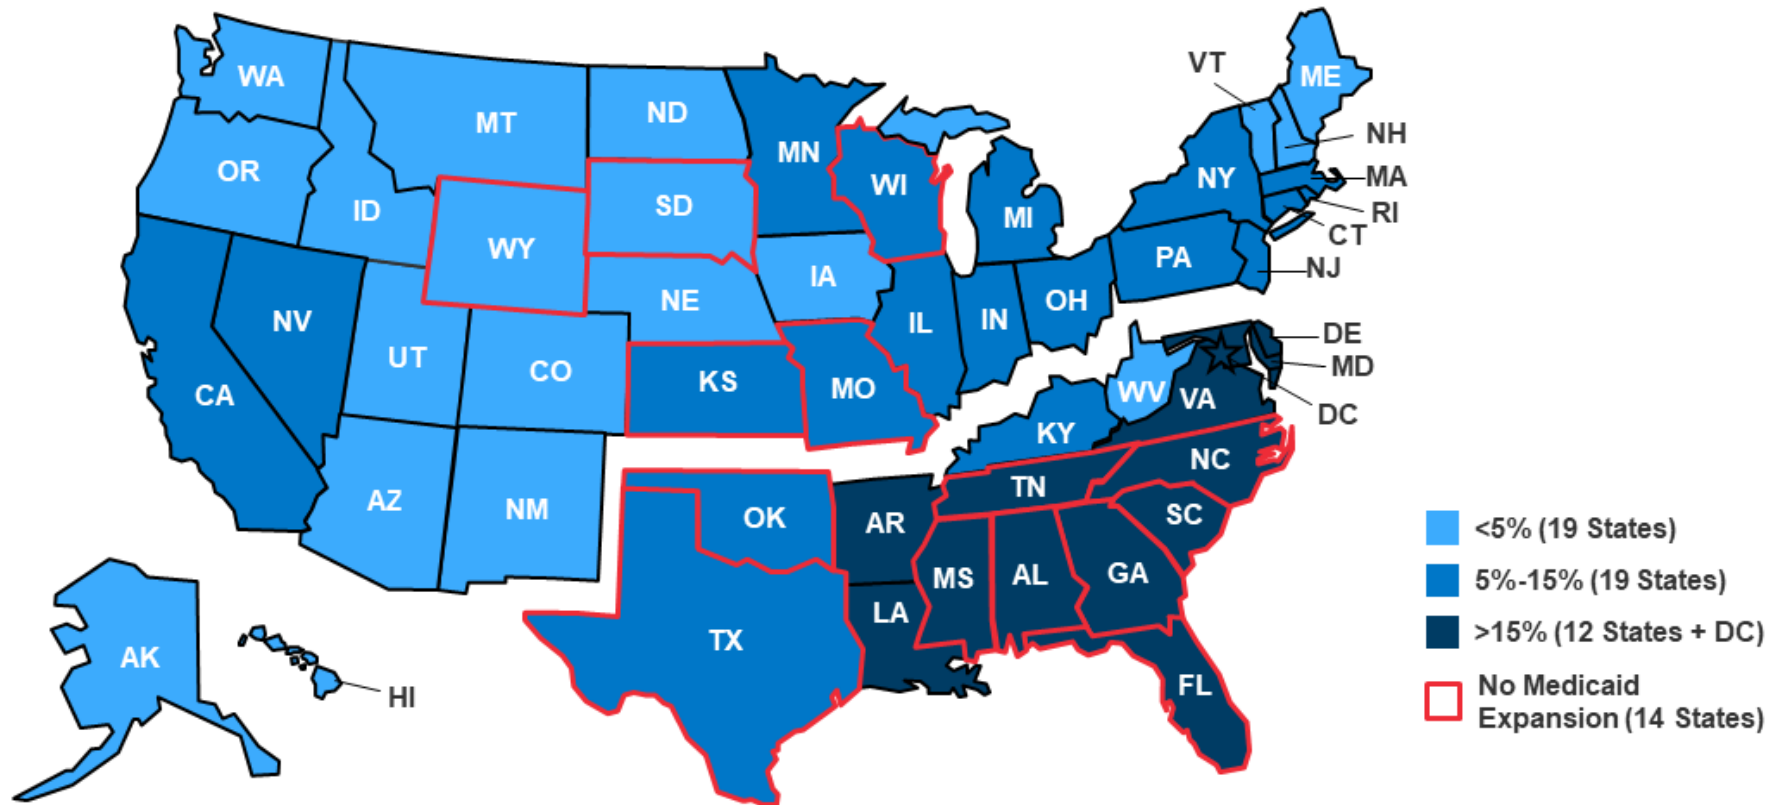 WA
MT
ND
MN
VT
ME
OR
ID
WY
SD
WI
MI
NY
NH
MA
RI
CT
NJ
PA
NV
UT
CO
NE
IA
IL
IN
OH
CA
KS
MO
KY
WV
VA
DE
MD
DC
AZ
NM
OK
AR
TN
NC
SC
TX
LA
MS
AL
GA
FL
AK
HI
<5% (19 States)
5%-15% (19 States)
>15% (12 States + DC)
No Medicaid
Expansion (14 States)